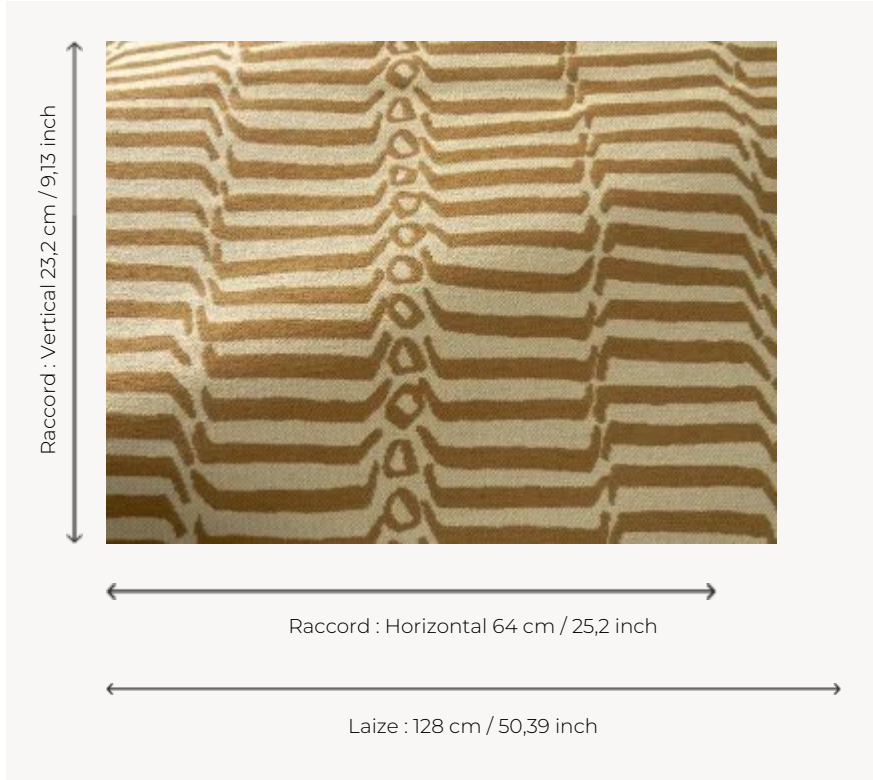 Raccord : Vertical 23,2 cm / 9,13 inch
Raccord : Horizontal 64 cm / 25,2 inch
Laize : 128 cm / 50,39 inch